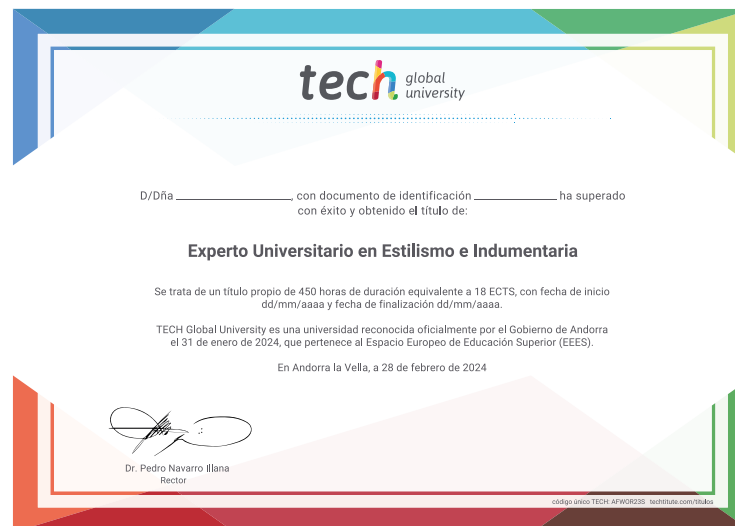 tech global university
D/Dña ____________, con documento de identificación ____________ ha superado
con éxito y obtenido el título de:
Experto Universitario en Estilismo e Indumentaria
Se trata de un título propio de 450 horas de duración equivalente a 18 ECTS, con fecha de inicio
dd/mm/aaaa y fecha de finalización dd/mm/aaaa.
TECH Global University es una universidad reconocida oficialmente por el Gobierno de Andorra
el 31 de enero de 2024, que pertenece al Espacio Europeo de Educación Superior (EEES).
En Andorra la Vella, a 28 de febrero de 2024
Dr. Pedro Navarro Illana
Rector
código único TECH: AFWOR23S techtitute.com/titulos